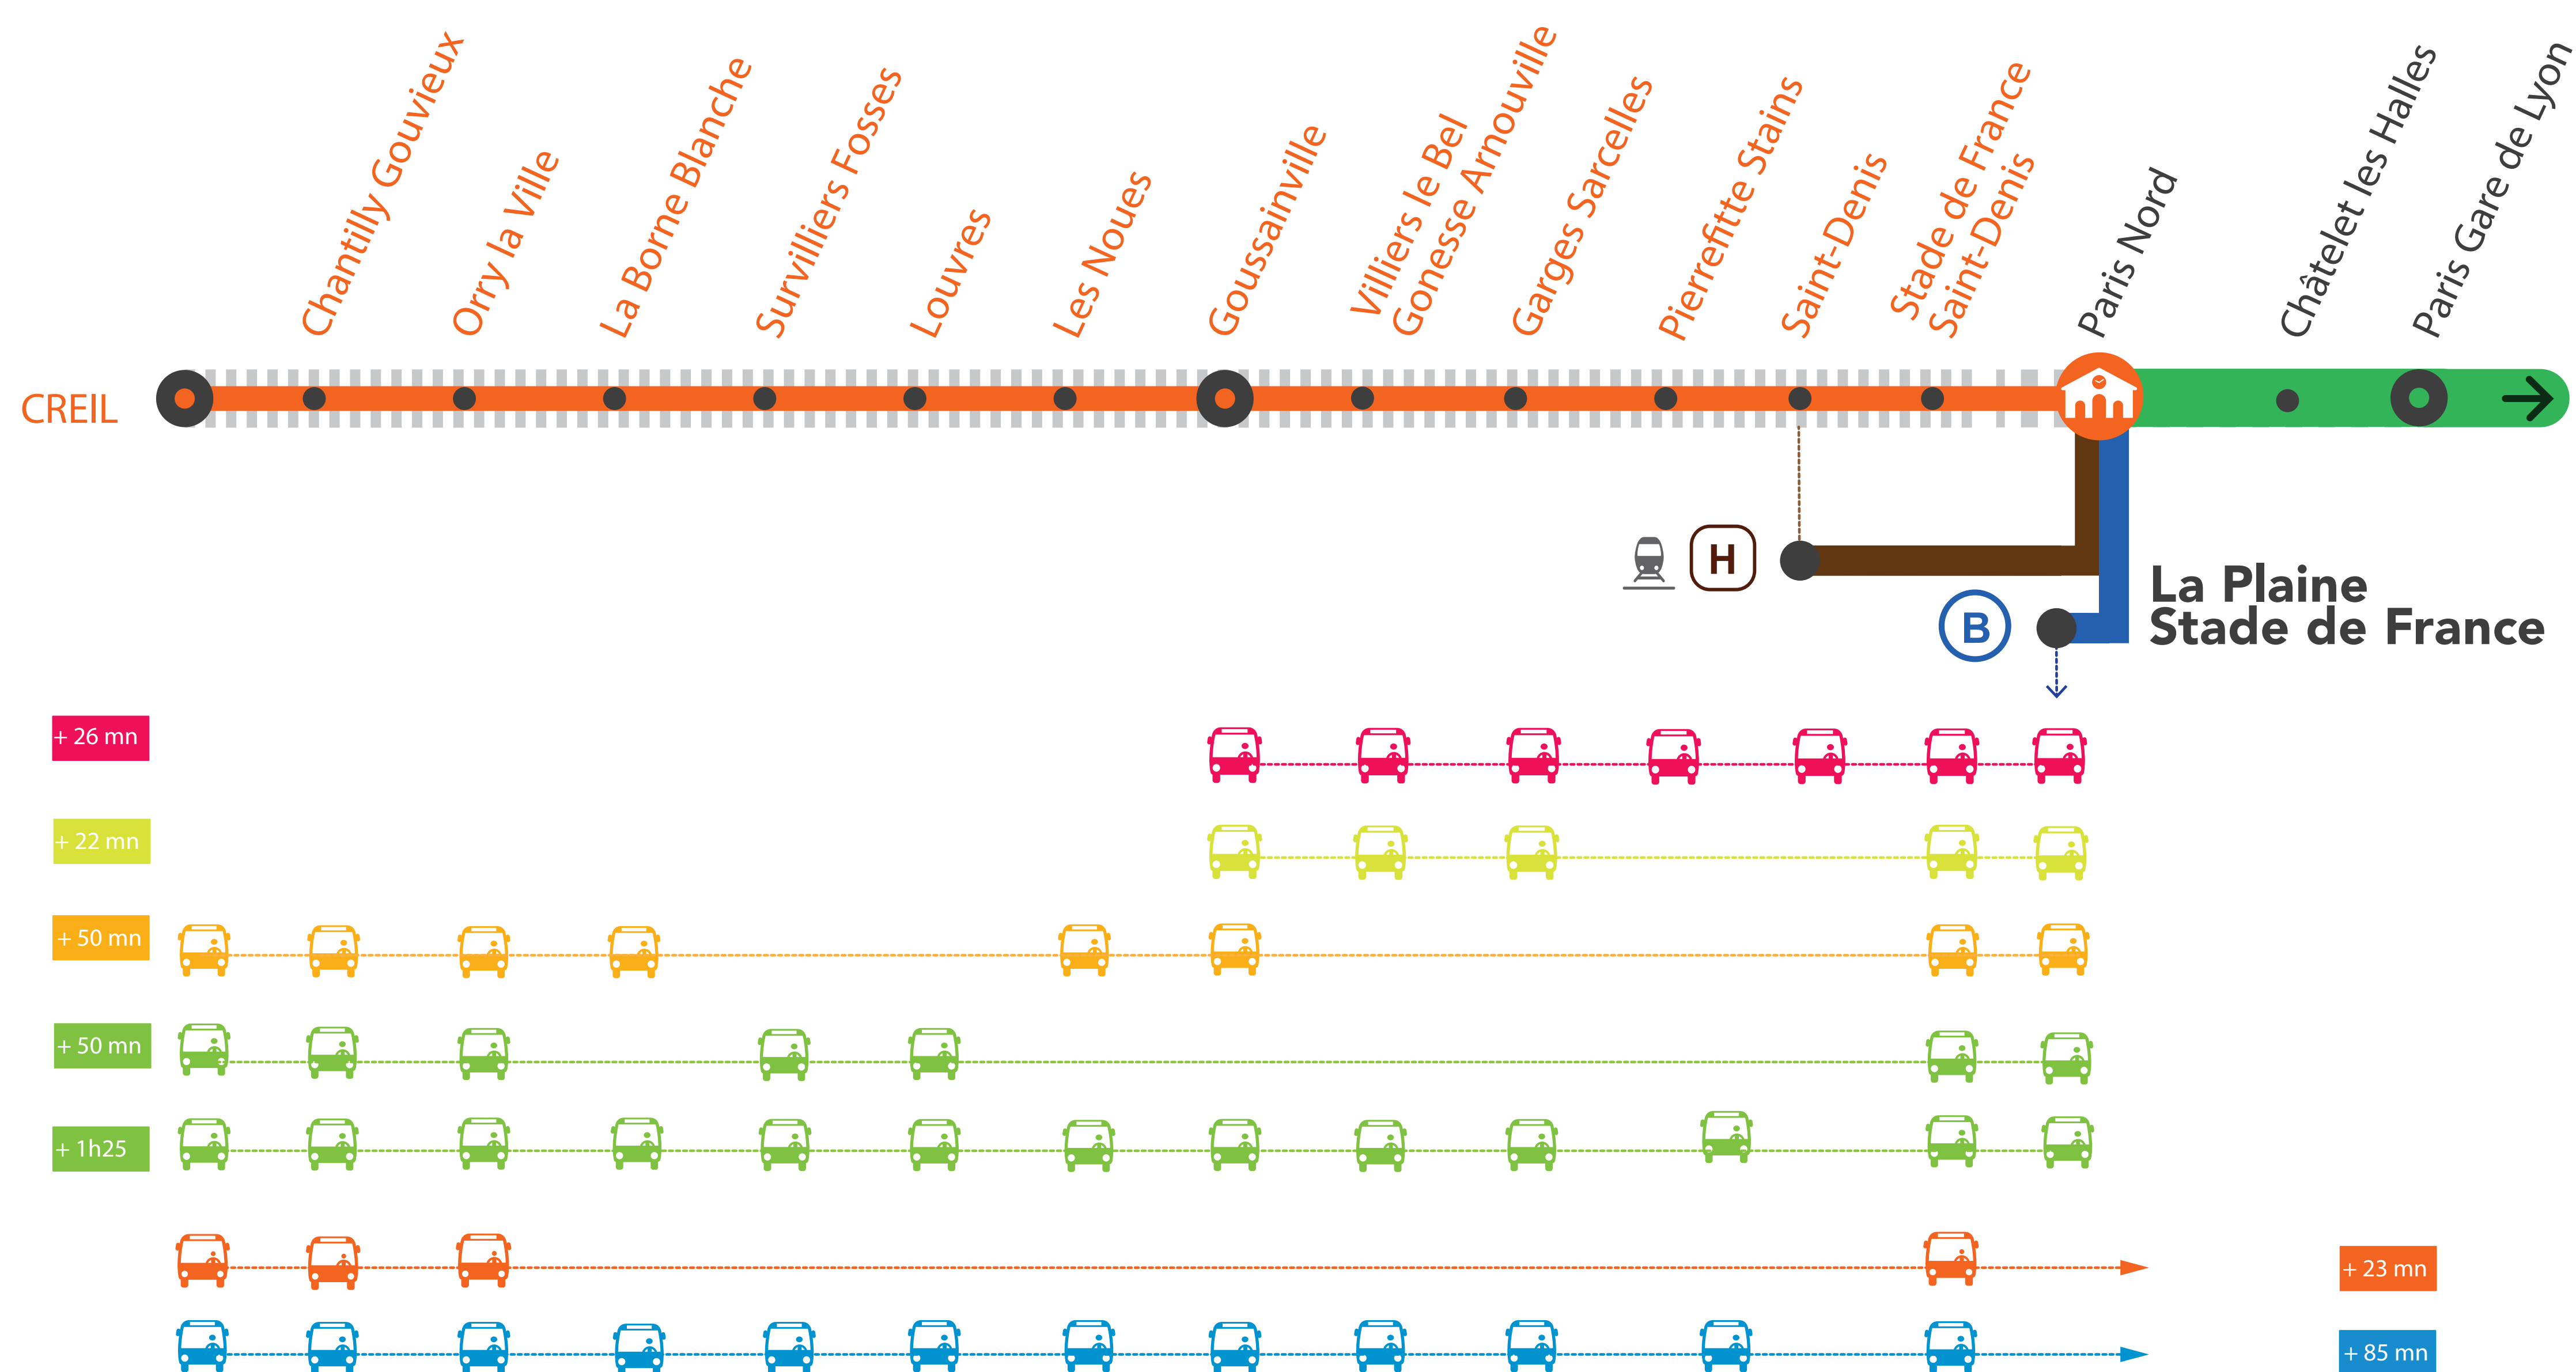 Chantilly Gouvieux
Orry la Ville
La Borne Blanche
Survilliers Fosses
Louvres
Les Noues
Goussainville
Villiers le Bel
Gonesse Arnouville
Garges Sarcelles
Pierrefitte Stains
Saint-Denis
Stade de France
Saint-Denis
Paris Nord
Châtelet les Halles
Paris Gare de Lyon
CREIL
H
B
La Plaine
Stade de France
+ 26 mn
+ 22 mn
+ 50 mn
+ 50 mn
+ 1h25
+ 23 mn
+ 85 mn